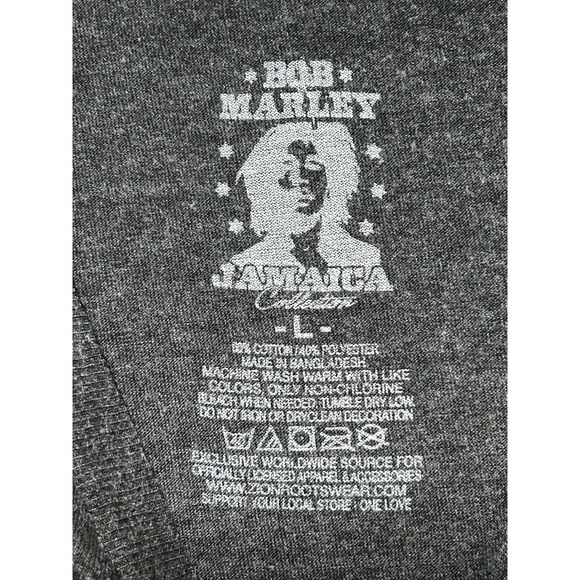 BOB
MARLEY
JAMAICA
Collection
-L-
60% COTTON /40% POLYESTER
MADE IN BANGLADESH.
MACHINE WASH WARM WITH LIKE
COLORS, ONLY NON-CHLORINE
BLEACH WHEN NEEDED, TUMBLE DRY LOW.
DO NOT IRON OR DRYCLEAN DECORATION
EXCLUSIVE WORLDWIDE SOURCE FOR
OFFICIALLY LICENSED APPAREL & ACCESSORIES
WWW.ZIONROOTSWEAR.COM
SUPPORT YOUR LOCAL STORE · ONE LOVE